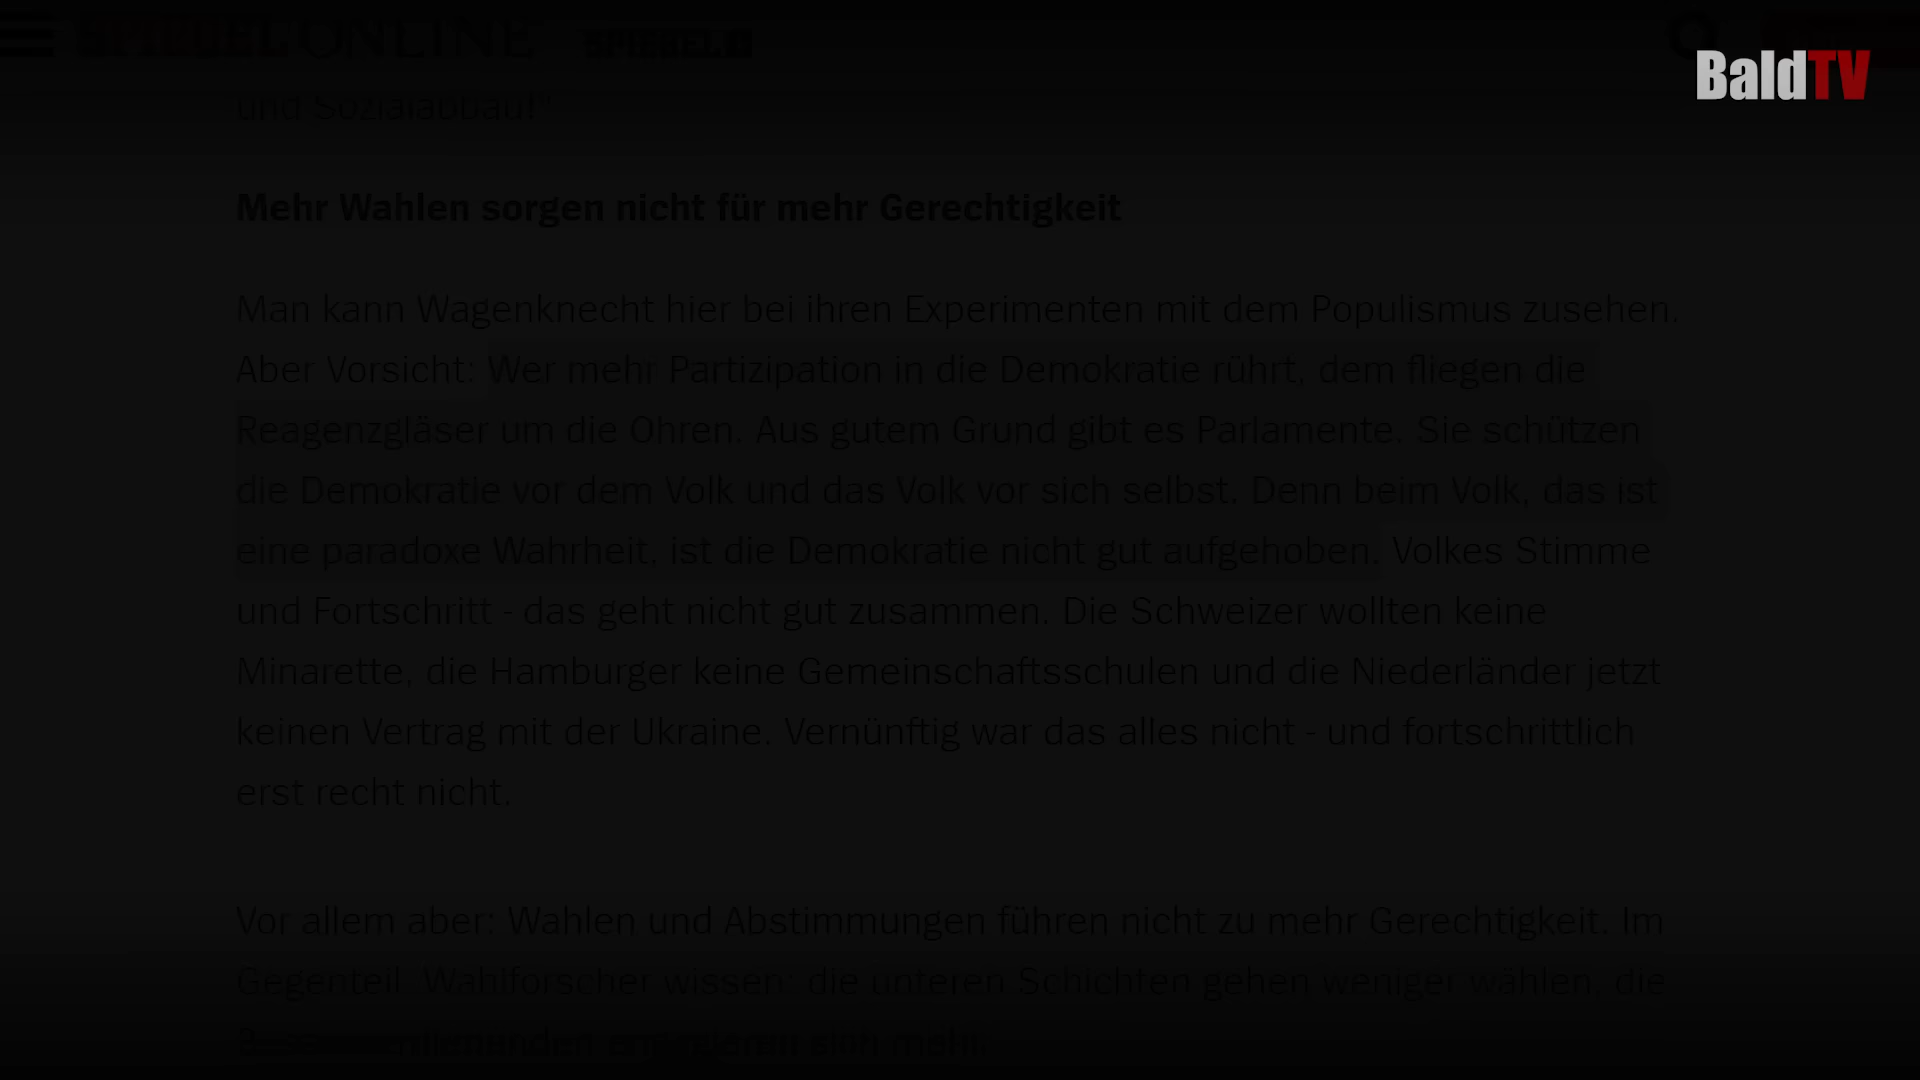 SPIEGEL ONLINE SPIEGEL+
BaldTV
und Sozialabbau!"
Mehr Wahlen sorgen nicht für mehr Gerechtigkeit
Man kann Wagenknecht hier bei ihren Experimenten mit dem Populismus zusehen.
Aber Vorsicht: Wer mehr Partizipation in die Demokratie rührt, dem fliegen die
Reagenzgläser um die Ohren. Aus gutem Grund gibt es Parlamente. Sie schützen
die Demokratie vor dem Volk und das Volk vor sich selbst. Denn beim Volk, das ist
eine paradoxe Wahrheit, ist die Demokratie nicht gut aufgehoben. Volkes Stimme
und Fortschritt - das geht nicht gut zusammen. Die Schweizer wollten keine
Minarette, die Hamburger keine Gemeinschaftsschulen und die Niederländer jetzt
keinen Vertrag mit der Ukraine. Vernünftig war das alles nicht - und fortschrittlich
erst recht nicht.
Vor allem aber: Wahlen und Abstimmungen führen nicht zu mehr Gerechtigkeit. Im
Gegenteil. Wahlforscher wissen: die unteren Schichten gehen weniger wählen, die
engagieren sich mehr.